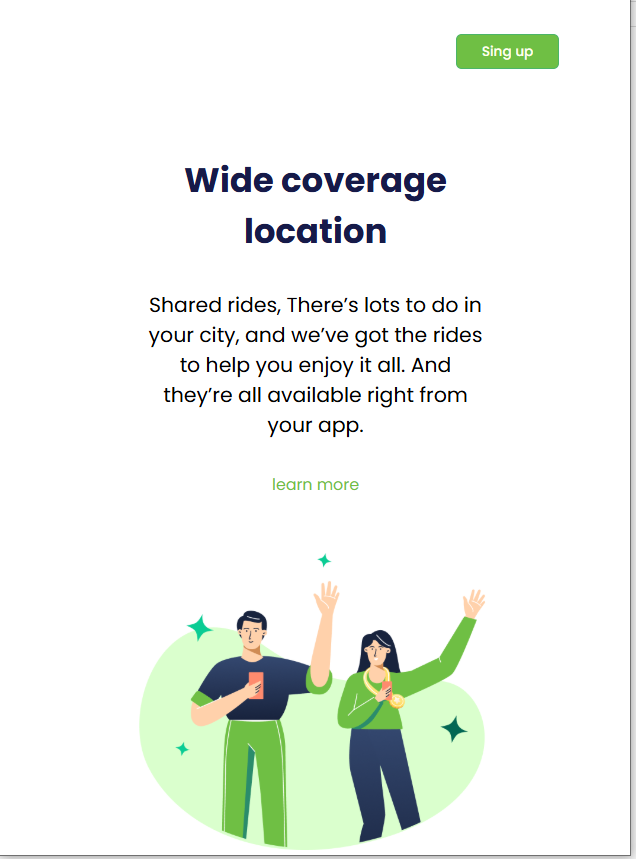 Sing up
Wide coverage
location
Shared rides, There’s lots to do in
your city, and we’ve got the rides
to help you enjoy it all. And
they’re all available right from
your app.
learn more